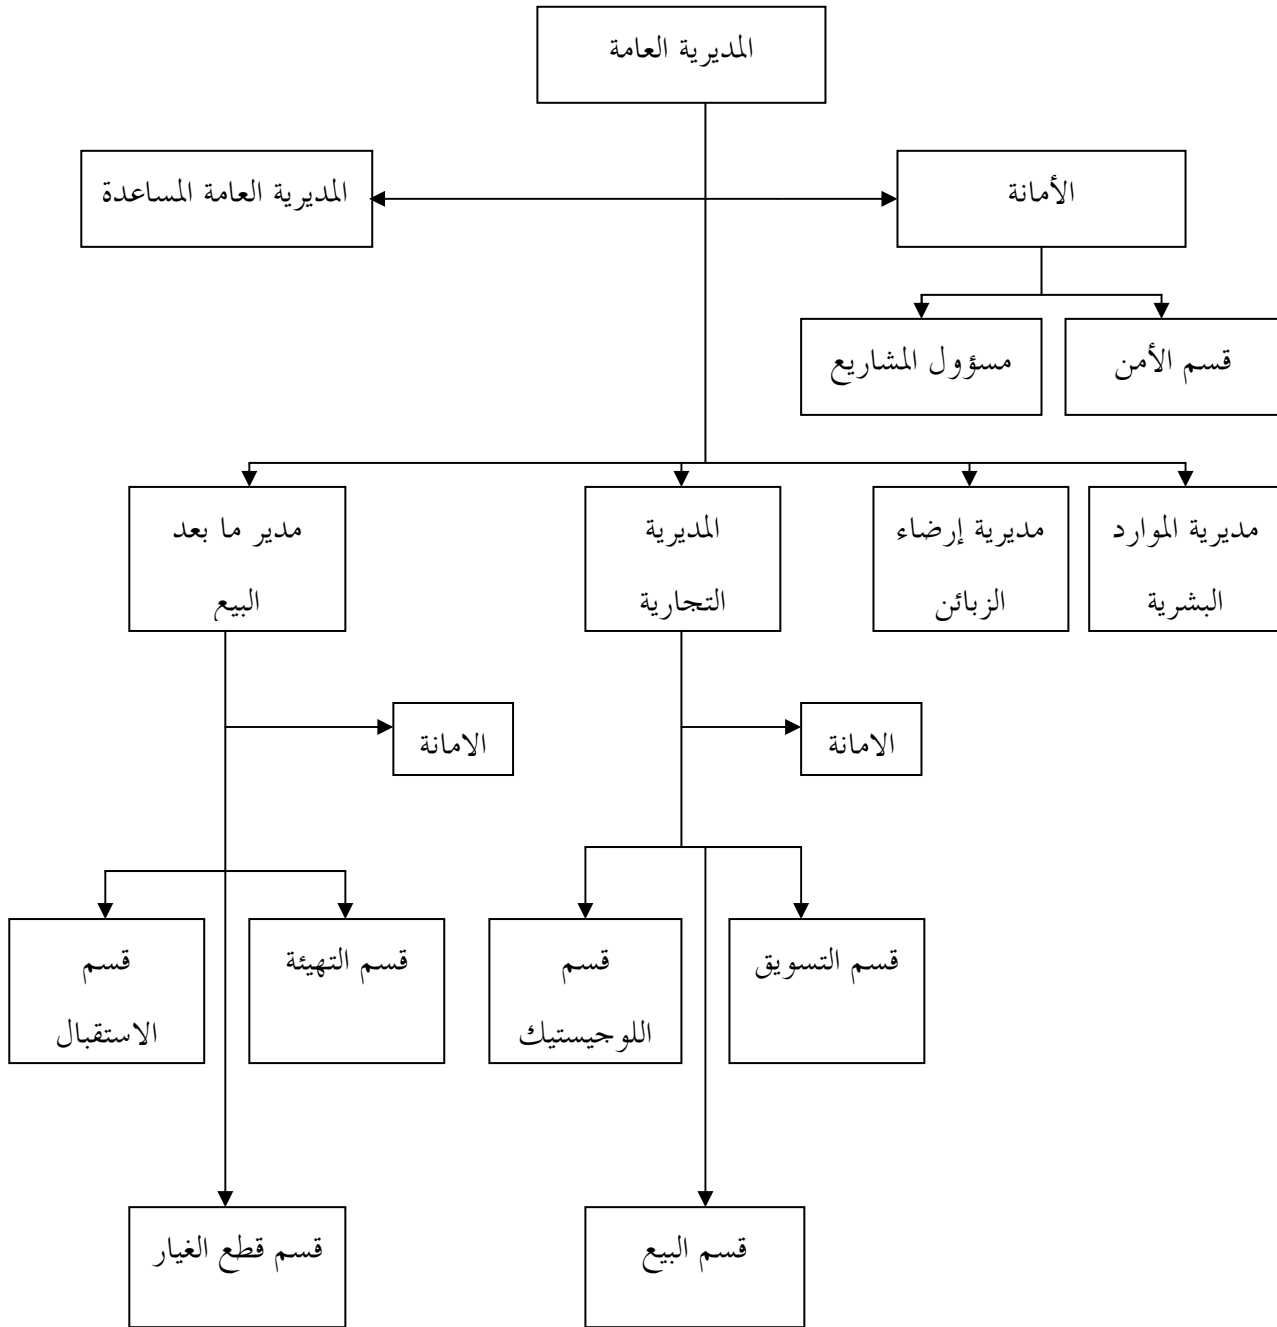 المديرية العامة
الأمانة
المديرية العامة المساعدة
قسم الأمن
مسؤول المشاريع
مديرية الموارد
البشرية
مديرية إرضاء
الزبائن
المديرية
التجارية
مدير ما بعد
البيع
الامانة
الامانة
قسم التسويق
قسم
اللوجيستيك
قسم التهيئة
قسم
الاستقبال
قسم البيع
قسم قطع الغيار